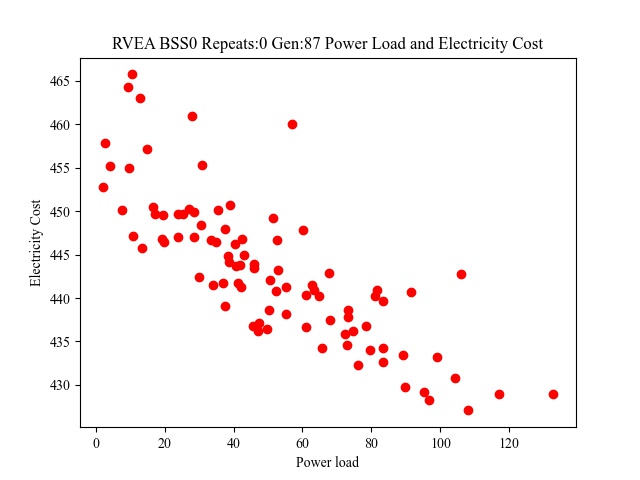 RVEA BSS0 Repeats:0 Gen:87 Power Load and Electricity Cost
465
460
455
450
445
440
435
430
Electricity Cost
0 20 40 60 80 100 120
Power load